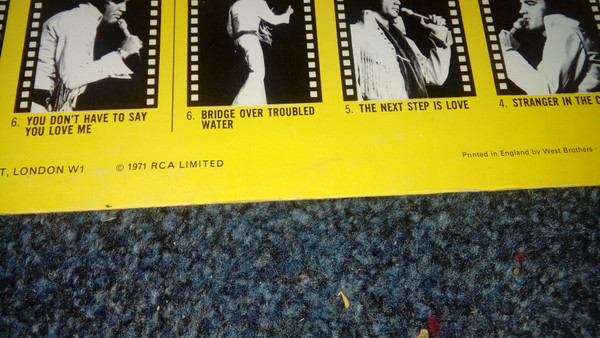 6. YOU DON'T HAVE TO SAY
YOU LOVE ME
6. BRIDGE OVER TROUBLED
WATER
5. THE NEXT STEP IS LOVE
4. STRANGER IN THE
T, LONDON W1
© 1971 RCA LIMITED
Printed in England by West Brothers